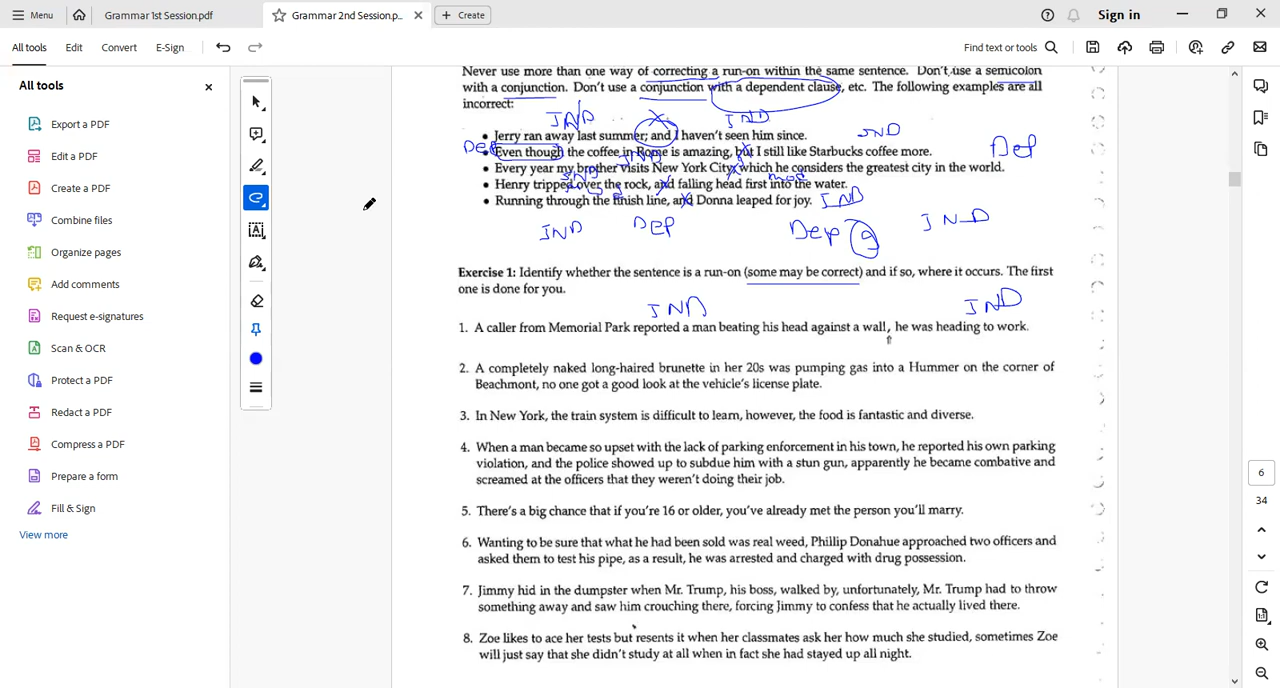 Menu
Grammar 1st Session.pdf
Grammar 2nd Session.p...
Create
Sign in
All tools
Edit
Convert
E-Sign
Find text or tools
All tools
Export a PDF
Edit a PDF
Create a PDF
Combine files
Organize pages
Add comments
Request e-signatures
Scan & OCR
Protect a PDF
Redact a PDF
Compress a PDF
Prepare a form
Fill & Sign
View more
Never use more than one way of correcting a run-on within the same sentence. Don't use a semicolon
with a conjunction. Don't use a conjunction with a dependent clause, etc. The following examples are all
incorrect:
IND X IND
• Jerry ran away last summer; and I haven't seen him since.
IND
Dep
• Even though the coffee in Rome is amazing, but I still like Starbucks coffee more.
Dep
IND
• Every year my brother visits New York City, which he considers the greatest city in the world.
IND mod
• Henry tripped over the rock, and falling head first into the water.
• Running through the finish line, and Donna leaped for joy.
IND
IND Dep Dep , IND
Exercise 1: Identify whether the sentence is a run-on (some may be correct) and if so, where it occurs. The first
one is done for you.
IND IND
1. A caller from Memorial Park reported a man beating his head against a wall, he was heading to work.
2. A completely naked long-haired brunette in her 20s was pumping gas into a Hummer on the corner of
Beachmont, no one got a good look at the vehicle's license plate.
3. In New York, the train system is difficult to learn, however, the food is fantastic and diverse.
4. When a man became so upset with the lack of parking enforcement in his town, he reported his own parking
violation, and the police showed up to subdue him with a stun gun, apparently he became combative and
screamed at the officers that they weren't doing their job.
5. There's a big chance that if you're 16 or older, you've already met the person you'll marry.
6. Wanting to be sure that what he had been sold was real weed, Phillip Donahue approached two officers and
asked them to test his pipe, as a result, he was arrested and charged with drug possession.
7. Jimmy hid in the dumpster when Mr. Trump, his boss, walked by, unfortunately, Mr. Trump had to throw
something away and saw him crouching there, forcing Jimmy to confess that he actually lived there.
8. Zoe likes to ace her tests but resents it when her classmates ask her how much she studied, sometimes Zoe
will just say that she didn't study at all when in fact she had stayed up all night.
6
34